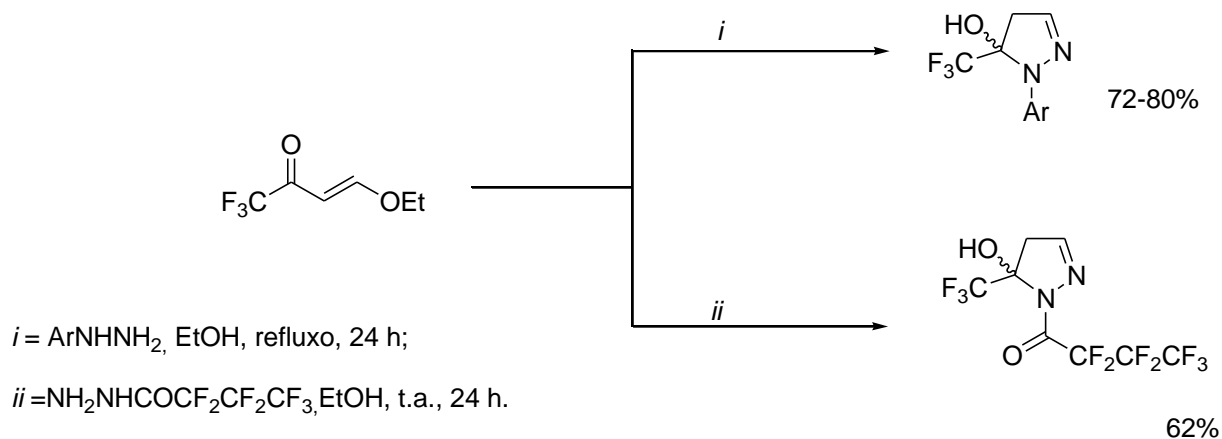 i
HO
F₃C
N
N
Ar
72-80%
O
F₃C
OEt
ii
HO
F₃C
N
N
O
CF₂CF₂CF₃
62%
i = ArNHNH₂, EtOH, refluxo, 24 h;
ii =NH₂NHCOCF₂CF₂CF₃,EtOH, t.a., 24 h.